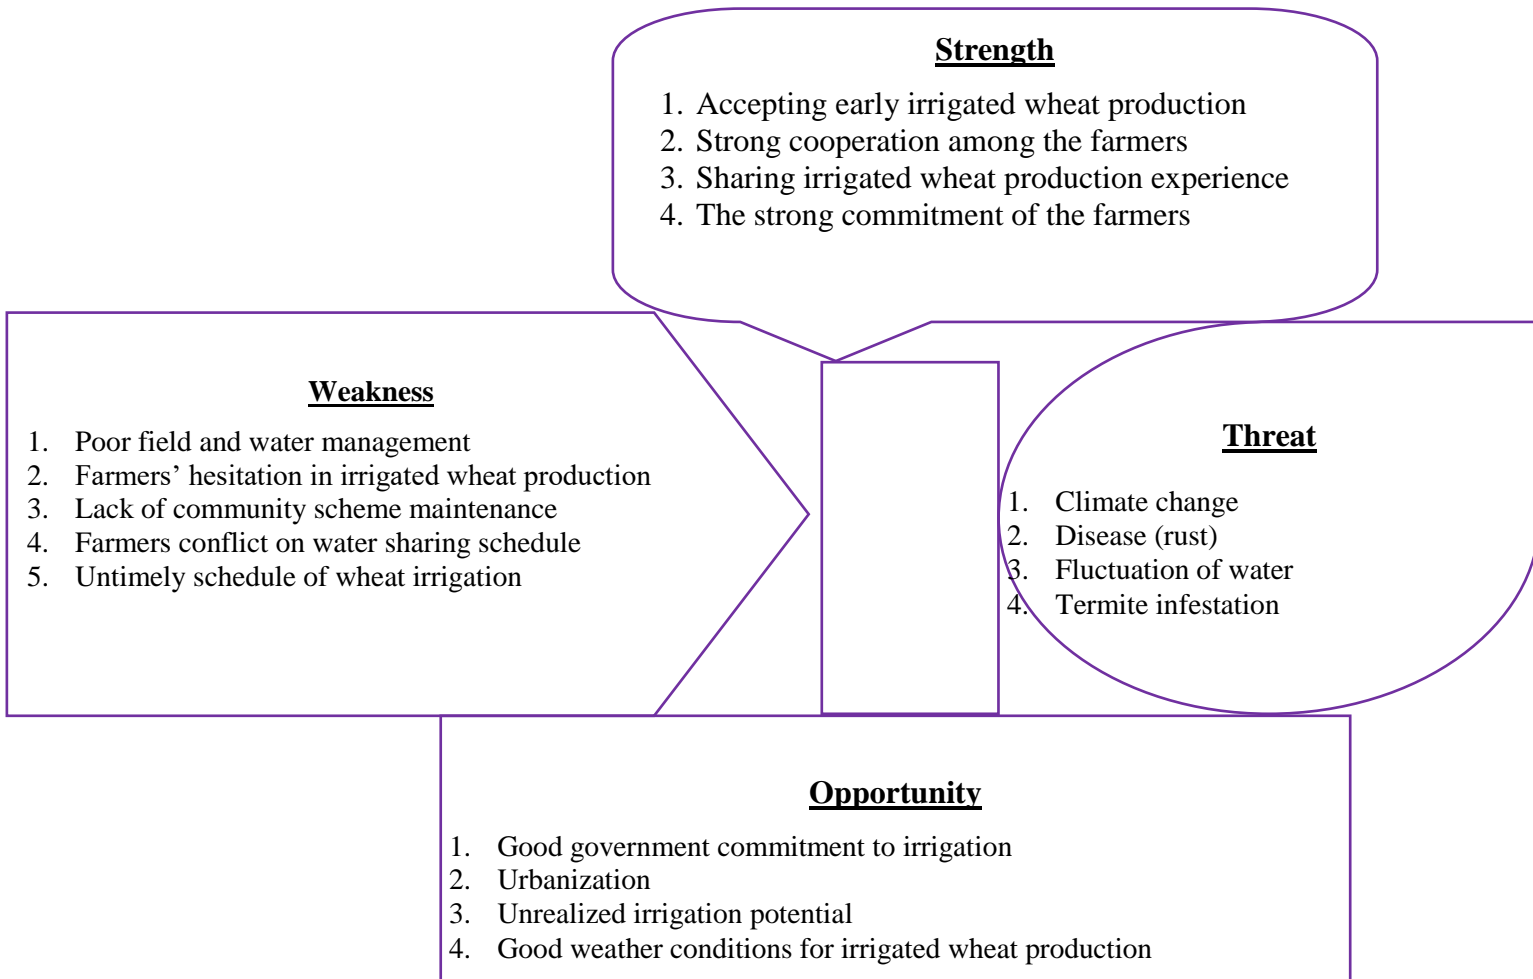 Strength
1. Accepting early irrigated wheat production
2. Strong cooperation among the farmers
3. Sharing irrigated wheat production experience
4. The strong commitment of the farmers
Weakness
1. Poor field and water management
2. Farmers’ hesitation in irrigated wheat production
3. Lack of community scheme maintenance
4. Farmers conflict on water sharing schedule
5. Untimely schedule of wheat irrigation
Threat
1. Climate change
2. Disease (rust)
3. Fluctuation of water
4. Termite infestation
Opportunity
1. Good government commitment to irrigation
2. Urbanization
3. Unrealized irrigation potential
4. Good weather conditions for irrigated wheat production